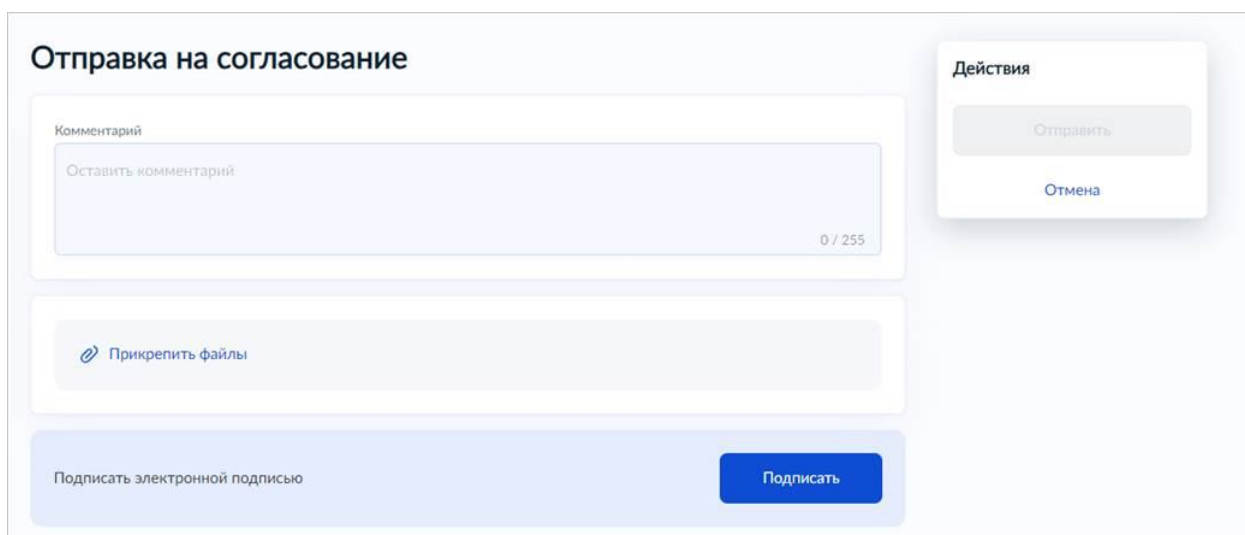 Отправка на согласование
Комментарий
Оставить комментарий
0 / 255
Прикрепить файлы
Подписать электронной подписью
Подписать
Действия
Отправить
Отмена